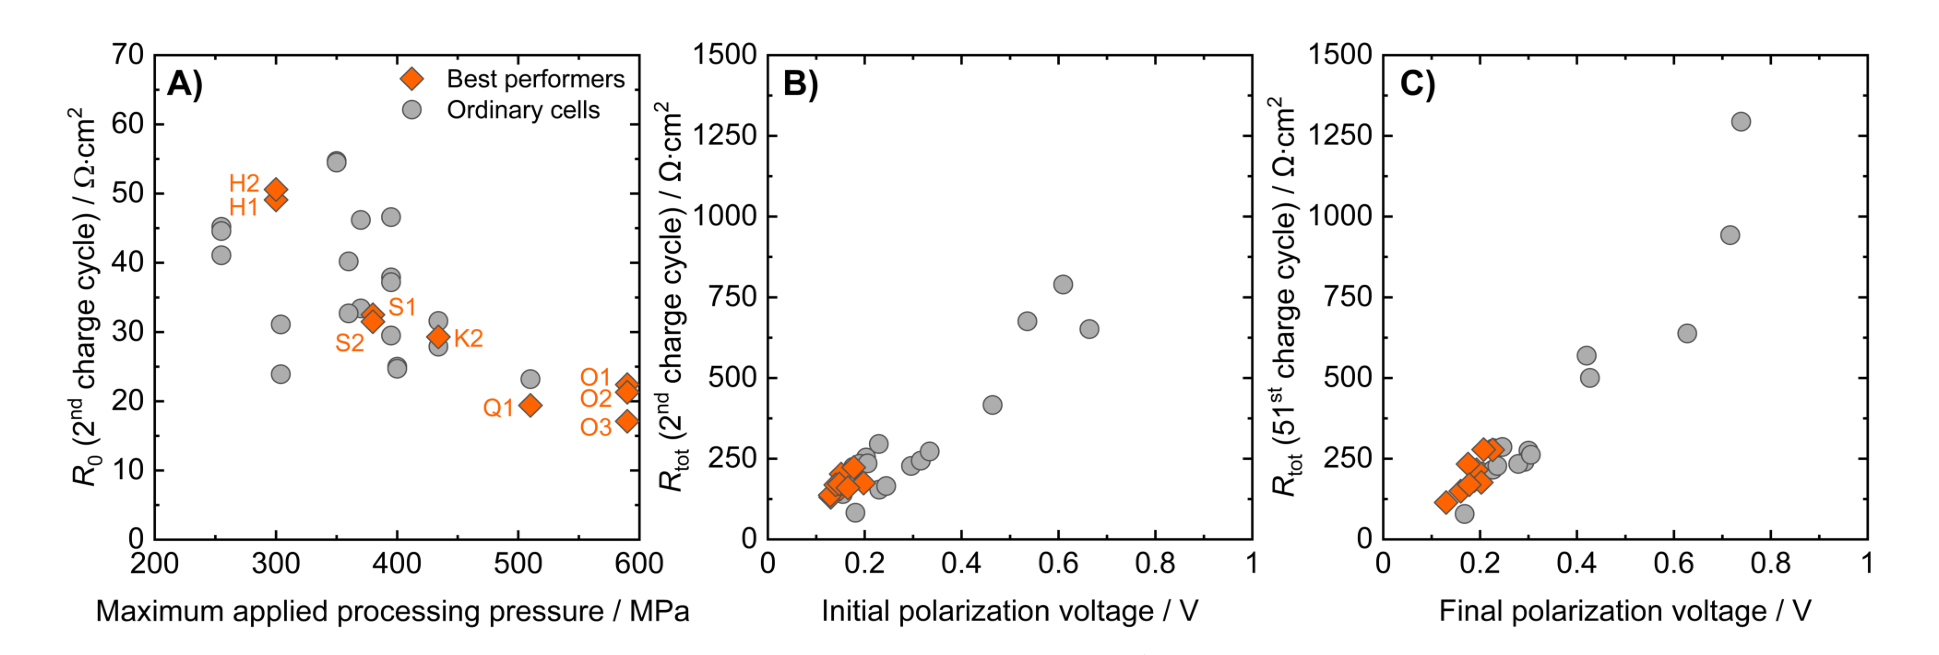 A)
Best performers
Ordinary cells
70
60
50
40
30
20
10
0
200 300 400 500 600
H2
H1
S1
S2
K2
Q1
O1
O2
O3
R0 (2nd charge cycle) / Ω·cm2
Maximum applied processing pressure / MPa
B)
1500
1250
1000
750
500
250
0
0 0.2 0.4 0.6 0.8 1
Rtot (2nd charge cycle) / Ω·cm2
Initial polarization voltage / V
C)
1500
1250
1000
750
500
250
0
0 0.2 0.4 0.6 0.8 1
Rtot (51st charge cycle) / Ω·cm2
Final polarization voltage / V